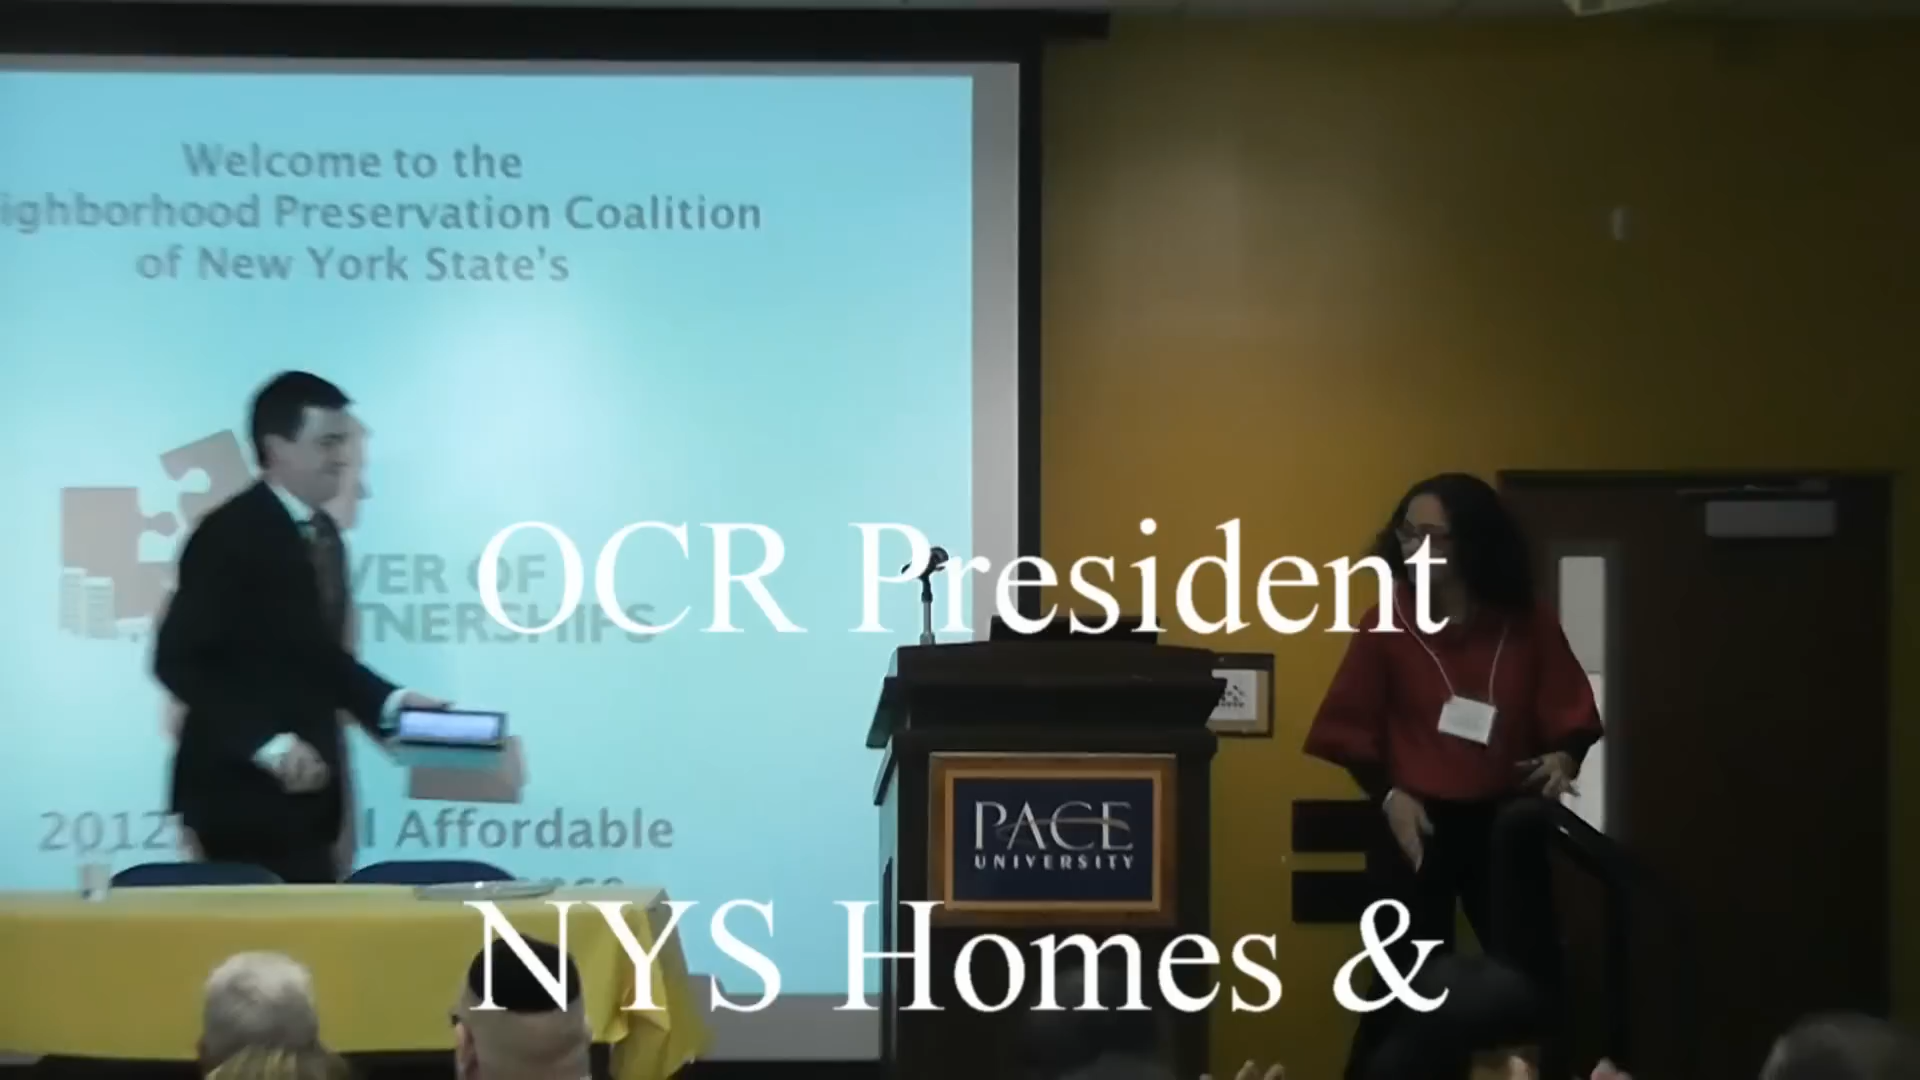 Welcome to the
ighborhood Preservation Coalition
of New York State's
VER OF
TNERSHIPS
2012 l Affordable
OCR President
PACE
UNIVERSITY
NYS Homes &